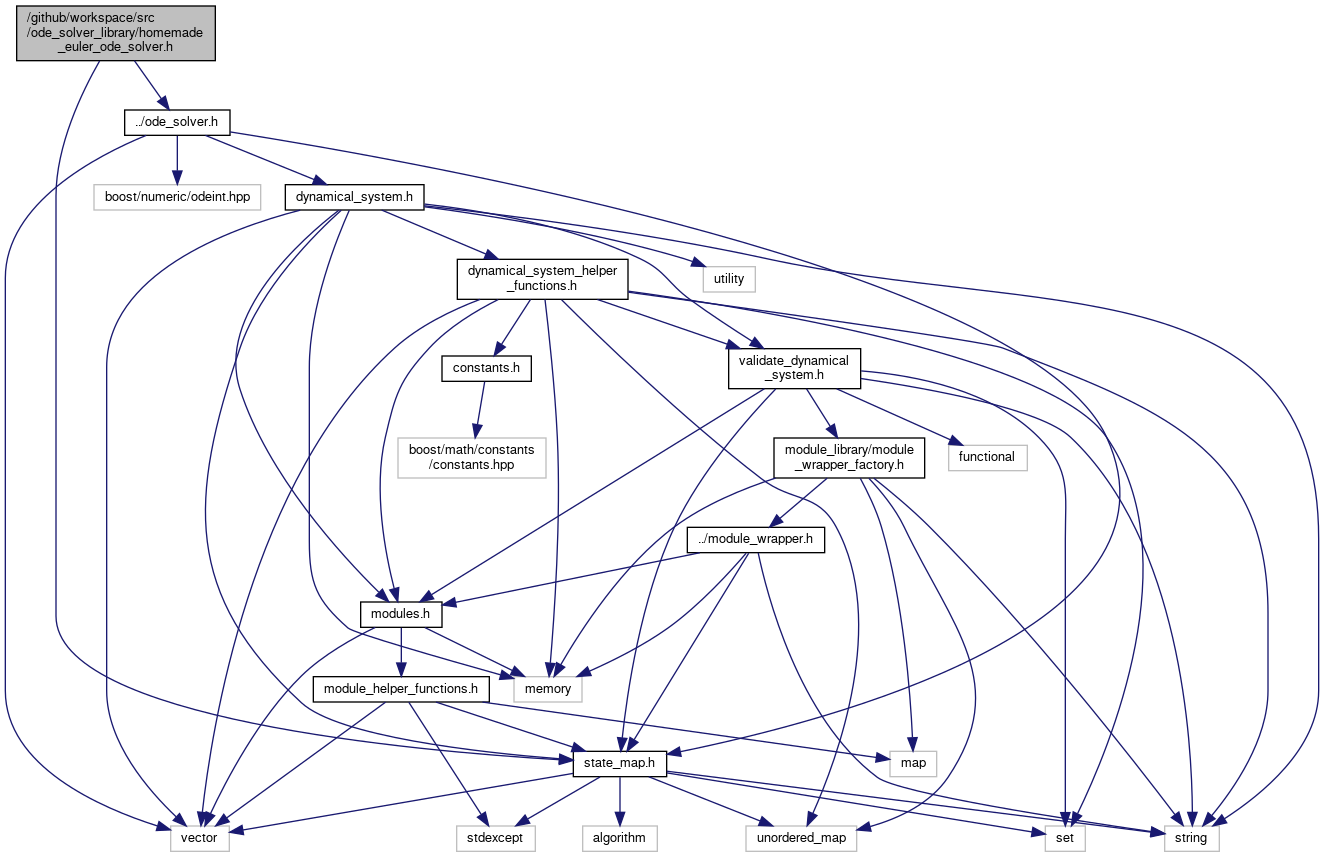 /github/workspace/src
/ode_solver_library/homemade
_euler_ode_solver.h
../ode_solver.h
boost/numeric/odeint.hpp
dynamical_system.h
dynamical_system_helper
_functions.h
utility
constants.h
validate_dynamical
_system.h
boost/math/constants
/constants.hpp
module_library/module
_wrapper_factory.h
functional
../module_wrapper.h
modules.h
module_helper_functions.h
memory
state_map.h
map
vector
stdexcept
algorithm
unordered_map
set
string